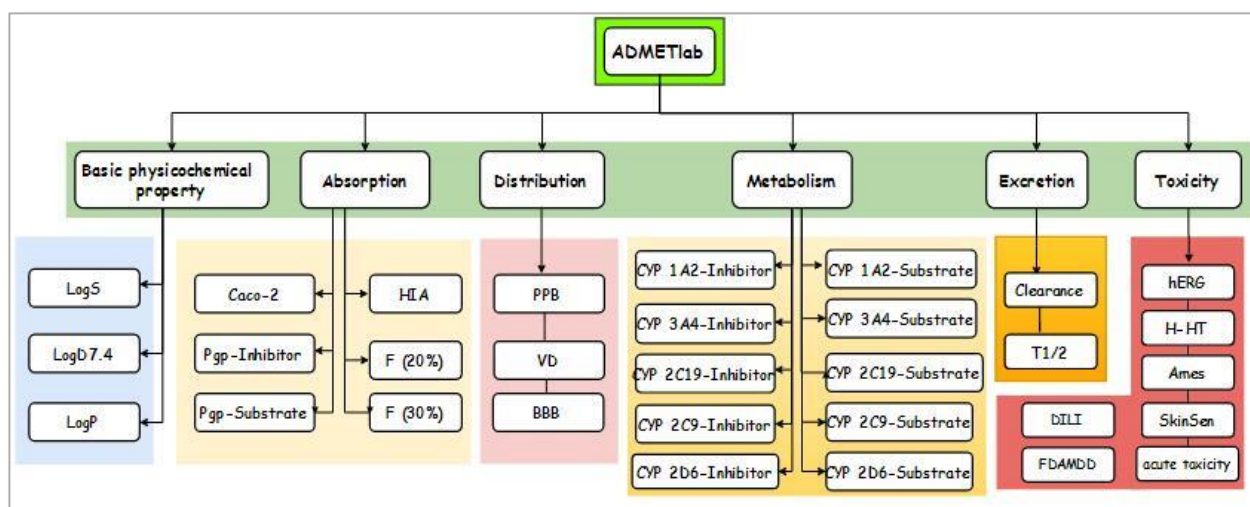 ADMETlab
Basic physicochemical
property
Absorption
Distribution
Metabolism
Excretion
Toxicity
LogS
LogD7.4
LogP
Caco-2
HIA
Pgp-Inhibitor
F (20%)
Pgp-Substrate
F (30%)
PPB
VD
BBB
CYP 1A2-Inhibitor
CYP 1A2-Substrate
CYP 3A4-Inhibitor
CYP 3A4-Substrate
CYP 2C19-Inhibitor
CYP 2C19-Substrate
CYP 2C9-Inhibitor
CYP 2C9-Substrate
CYP 2D6-Inhibitor
CYP 2D6-Substrate
Clearance
T1/2
hERG
H-HT
Ames
SkinSen
acute toxicity
DILI
FDAMDD